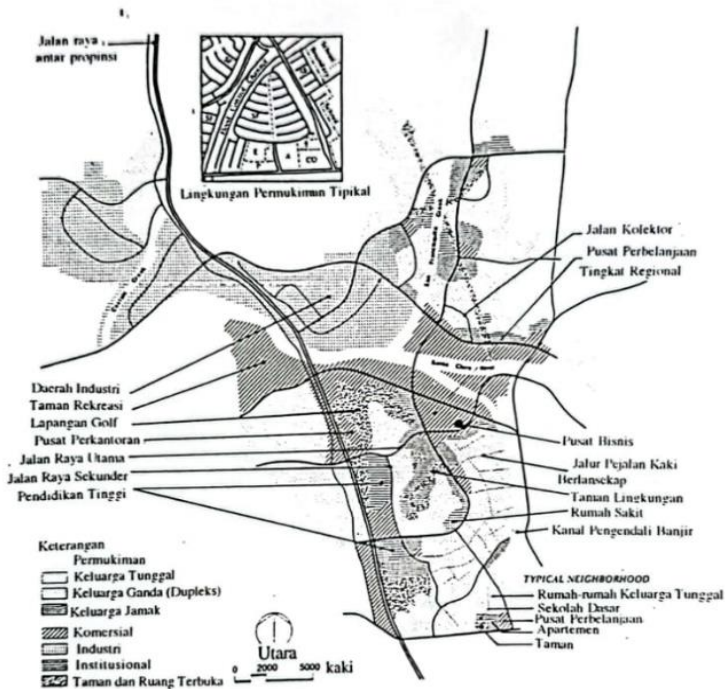 Jalan raya
antar propinsi
Lingkungan Permukiman Tipikal
Jalan Kolektor
Pusat Perbelanjaan
Tingkat Regional
Daerah Industri
Taman Rekreasi
Lapangan Golf
Pusat Perkantoran
Jalan Raya Utama
Jalan Raya Sekunder
Pendidikan Tinggi
Pusat Bisnis
Jalur Pejalan Kaki
Berlansekap
Taman Lingkungan
Rumah Sakit
Kanal Pengendali Banjir
Keterangan
Permukiman
Keluarga Tunggal
Keluarga Ganda (Dupleks)
Keluarga Jamak
Komersial
Industri
Institusional
Taman dan Ruang Terbuka
Utara
0 2000 5000 kaki
TYPICAL NEIGHBORHOOD
Rumah-rumah Keluarga Tunggal
Sekolah Dasar
Pusat Perbelanjaan
Apartemen
Taman